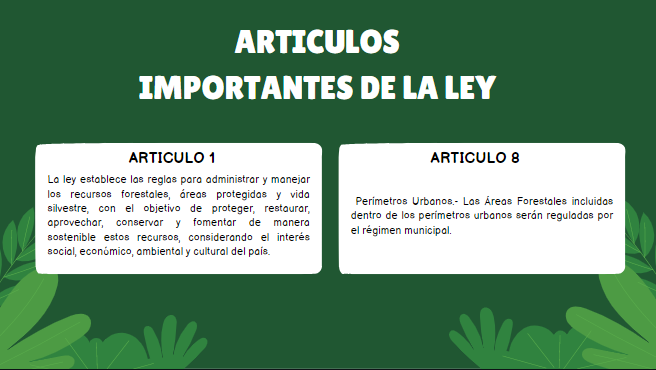 ARTICULOS
IMPORTANTES DE LA LEY
ARTICULO 1
La ley establece las reglas para administrar y manejar
los recursos forestales, áreas protegidas y vida
silvestre, con el objetivo de proteger, restaurar,
aprovechar, conservar y fomentar de manera
sostenible estos recursos, considerando el interés
social, económico, ambiental y cultural del país.
ARTICULO 8
Perímetros Urbanos.- Las Áreas Forestales incluidas
dentro de los perímetros urbanos serán reguladas por
el régimen municipal.